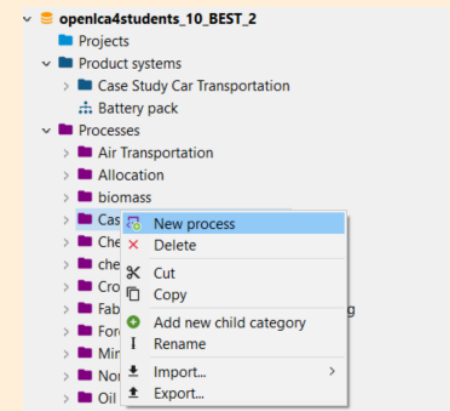 openlca4students_10_BEST_2
Projects
Product systems
Case Study Car Transportation
Battery pack
Processes
Air Transportation
Allocation
biomass
Cas
New process
Che
Delete
che
Cut
Cro
Copy
Fab
g
Add new child category
For
Rename
Min
Import...
Export...
Oil